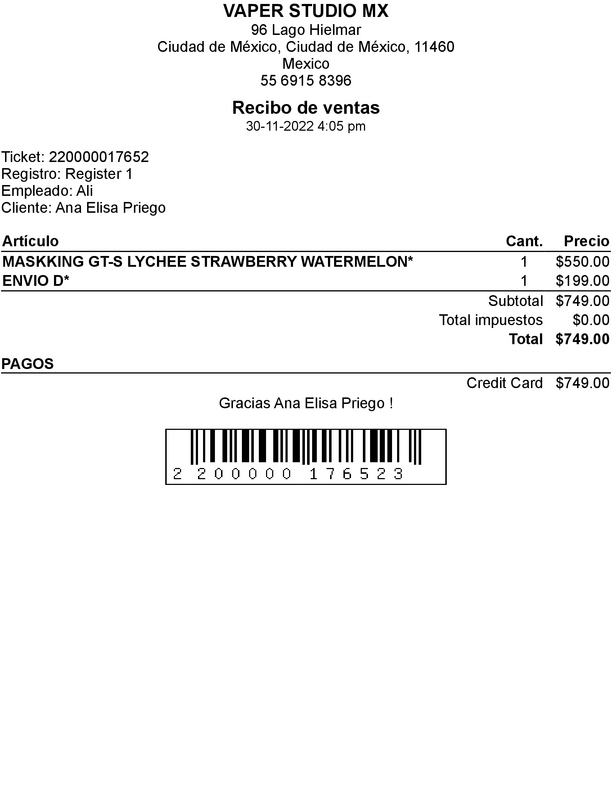 VAPER STUDIO MX
96 Lago Hielmar
Ciudad de México, Ciudad de México, 11460
Mexico
55 6915 8396
Recibo de ventas
30-11-2022 4:05 pm
Ticket: 220000017652
Registro: Register 1
Empleado: Ali
Cliente: Ana Elisa Priego
Artículo Cant. Precio
MASKKING GT-S LYCHEE STRAWBERRY WATERMELON* 1 $550.00
ENVIO D* 1 $199.00
Subtotal $749.00
Total impuestos $0.00
Total $749.00
PAGOS
Credit Card $749.00
Gracias Ana Elisa Priego !
2 200000 176523